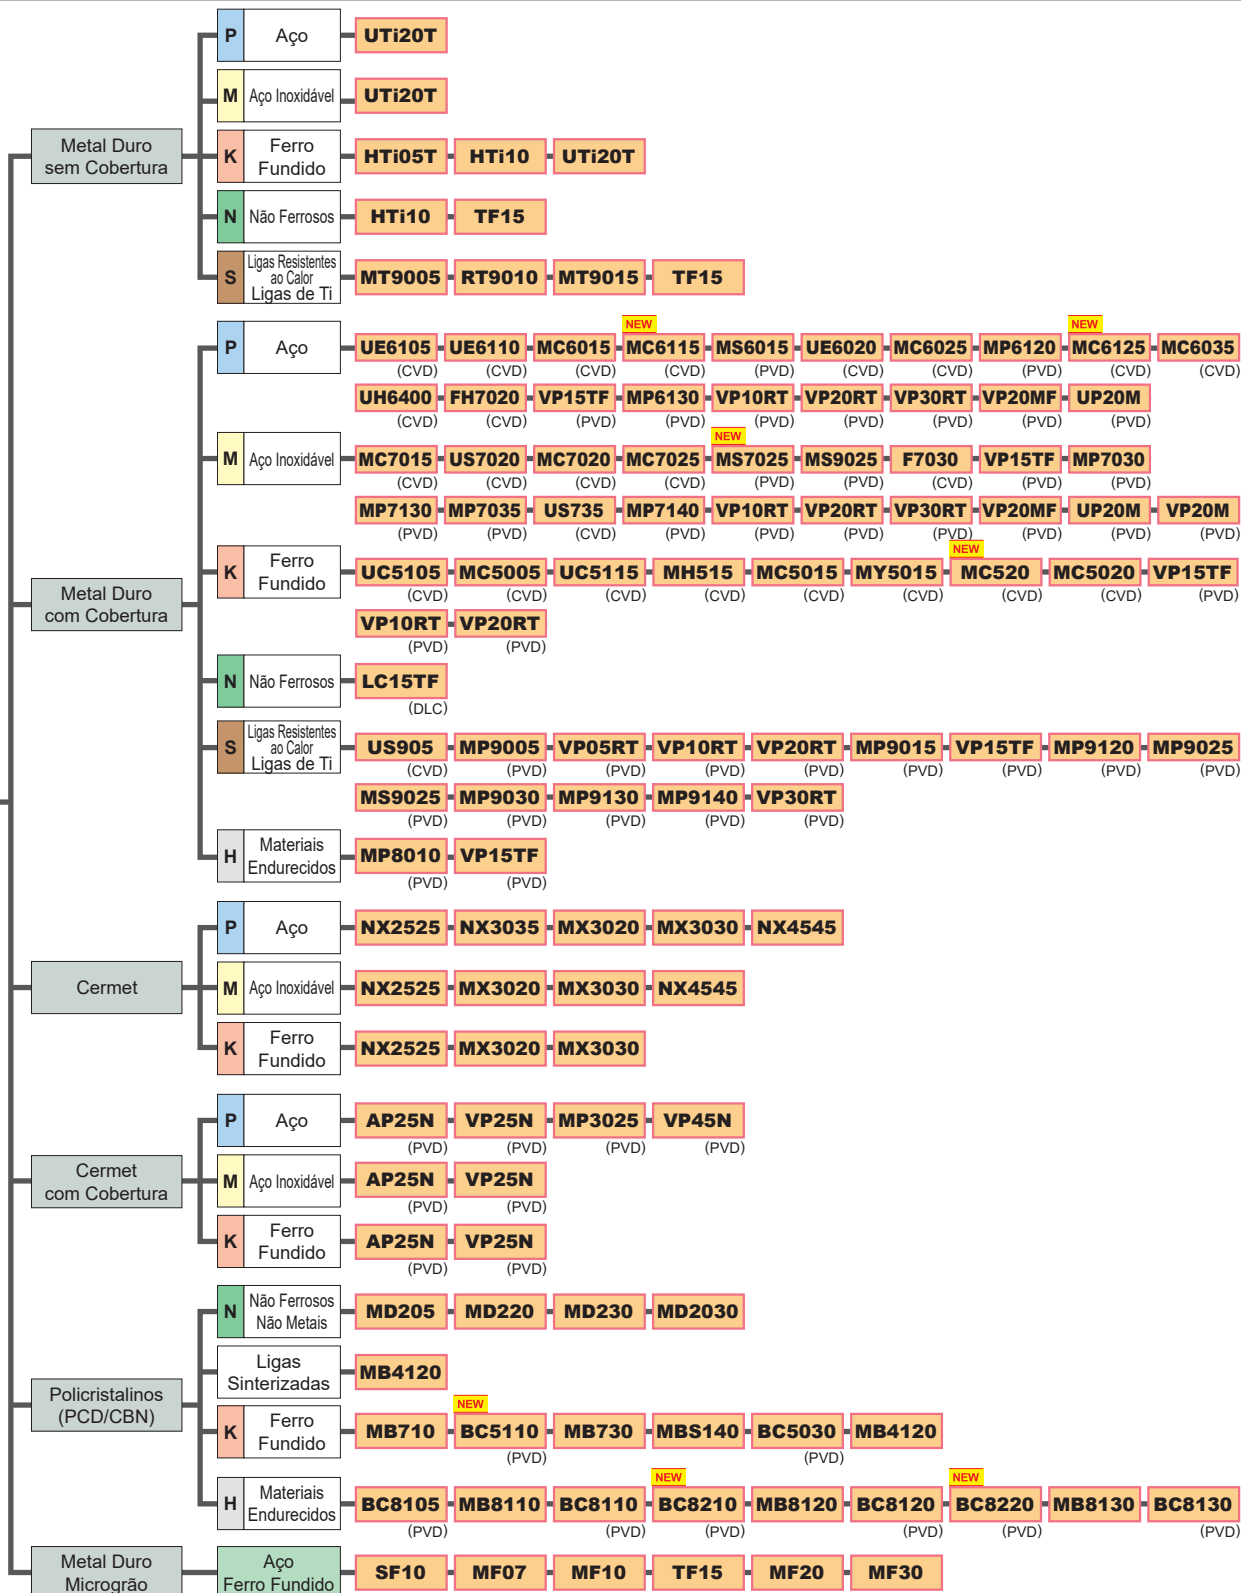 Metal Duro
sem Cobertura
P Aço UTi20T
M Aço Inoxidável UTi20T
K Ferro
Fundido
HTi05T HTi10 UTi20T
N Não Ferrosos HTi10 TF15
S Ligas Resistentes
ao Calor
Ligas de Ti
MT9005 RT9010 MT9015 TF15
Metal Duro
com Cobertura
NEW NEW
P Aço UE6105 UE6110 MC6015 MC6115 MS6015 UE6020 MC6025 MP6120 MC6125 MC6035
(CVD) (CVD) (CVD) (CVD) (PVD) (CVD) (CVD) (PVD) (CVD) (CVD)
UH6400 FH7020 VP15TF MP6130 VP10RT VP20RT VP30RT VP20MF UP20M
(CVD) (CVD) (PVD) (PVD) (PVD) (PVD) (PVD) (PVD) (PVD)
NEW
M Aço Inoxidável MC7015 US7020 MC7020 MC7025 MS7025 MS9025 F7030 VP15TF MP7030
(CVD) (CVD) (CVD) (CVD) (PVD) (PVD) (CVD) (PVD) (PVD)
MP7130 MP7035 US735 MP7140 VP10RT VP20RT VP30RT VP20MF UP20M VP20M
(PVD) (PVD) (CVD) (PVD) (PVD) (PVD) (PVD) (PVD) (PVD) (PVD)
NEW
K Ferro
Fundido
UC5105 MC5005 UC5115 MH515 MC5015 MY5015 MC520 MC5020 VP15TF
(CVD) (CVD) (CVD) (CVD) (CVD) (CVD) (CVD) (CVD) (PVD)
VP10RT VP20RT
(PVD) (PVD)
N Não Ferrosos LC15TF
(DLC)
S Ligas Resistentes
ao Calor
Ligas de Ti
US905 MP9005 VP05RT VP10RT VP20RT MP9015 VP15TF MP9120 MP9025
(CVD) (PVD) (PVD) (PVD) (PVD) (PVD) (PVD) (PVD) (PVD)
MS9025 MP9030 MP9130 MP9140 VP30RT
(PVD) (PVD) (PVD) (PVD) (PVD)
H Materiais
Endurecidos
MP8010 VP15TF
(PVD) (PVD)
Cermet
P Aço NX2525 NX3035 MX3020 MX3030 NX4545
M Aço Inoxidável NX2525 MX3020 MX3030 NX4545
K Ferro
Fundido
NX2525 MX3020 MX3030
Cermet
com Cobertura
P Aço AP25N VP25N MP3025 VP45N
(PVD) (PVD) (PVD) (PVD)
M Aço Inoxidável AP25N VP25N
(PVD) (PVD)
K Ferro
Fundido
AP25N VP25N
(PVD) (PVD)
Policristalinos
(PCD/CBN)
N Não Ferrosos
Não Metais
MD205 MD220 MD230 MD2030
Ligas
Sinterizadas
MB4120
NEW
K Ferro
Fundido
MB710 BC5110 MB730 MBS140 BC5030 MB4120
(PVD) (PVD)
NEW NEW
H Materiais
Endurecidos
BC8105 MB8110 BC8110 BC8210 MB8120 BC8120 BC8220 MB8130 BC8130
(PVD) (PVD) (PVD) (PVD) (PVD) (PVD)
Metal Duro
Microgrão
Aço
Ferro Fundido
SF10 MF07 MF10 TF15 MF20 MF30